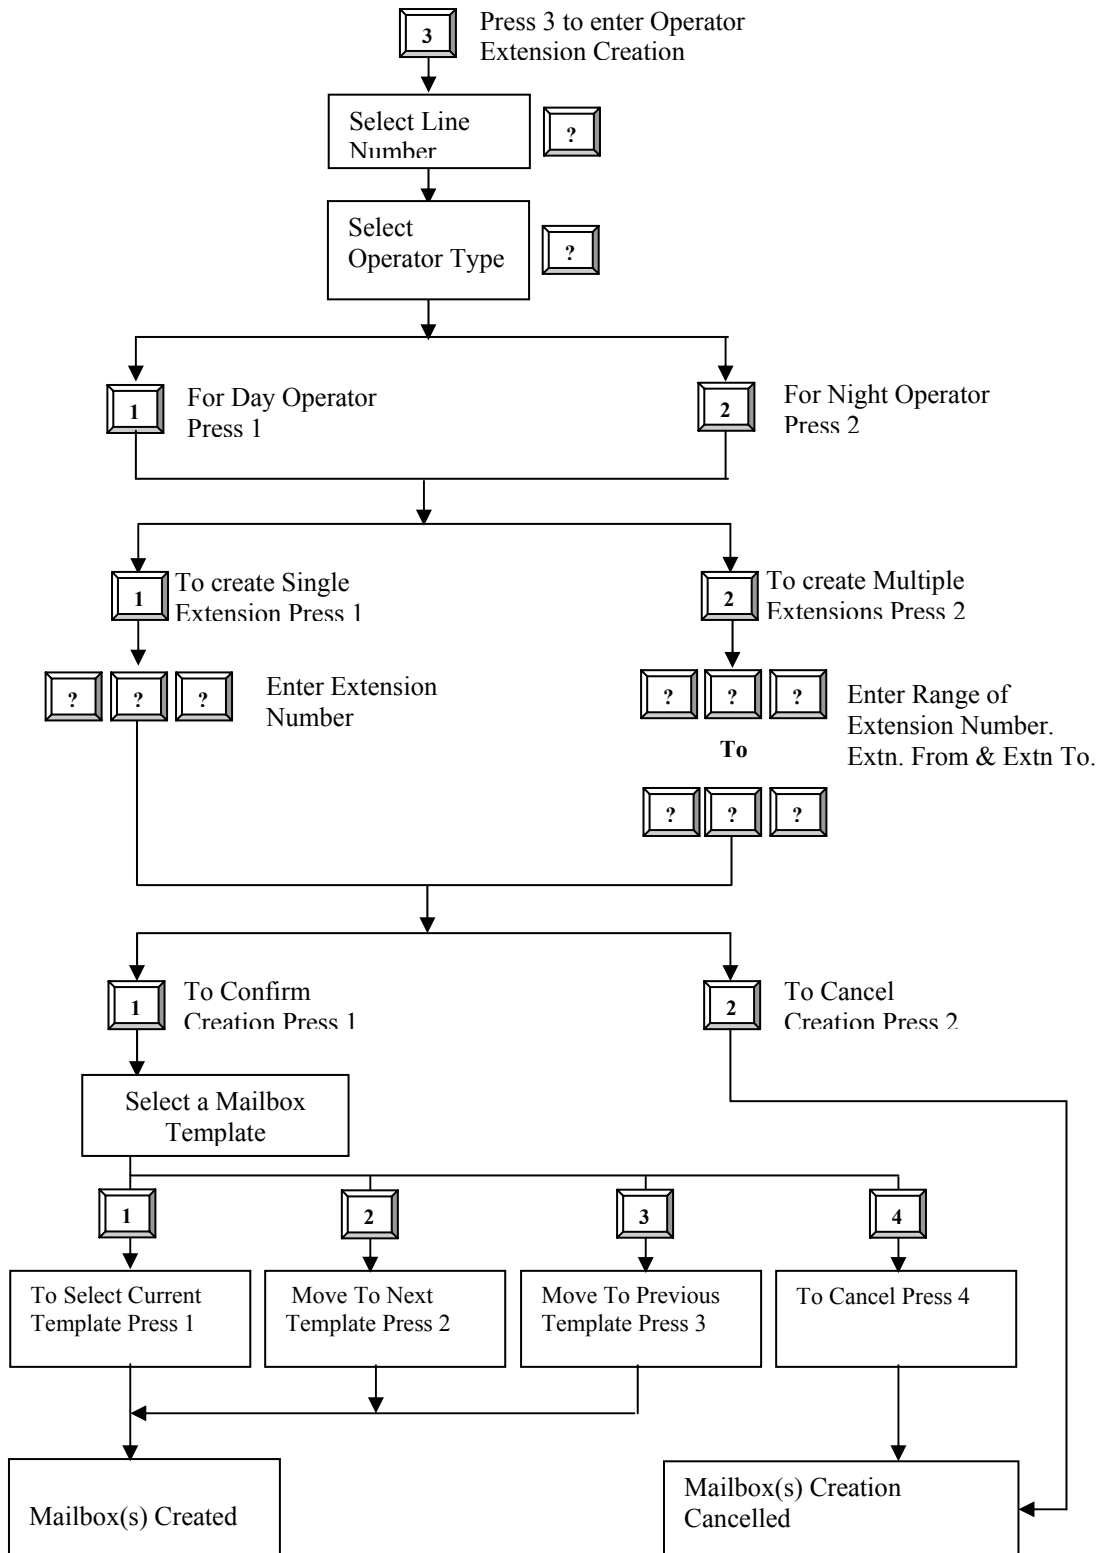 3
Press 3 to enter Operator
Extension Creation
Select Line
Number
?
Select
Operator Type
?
1
For Day Operator
Press 1
2
For Night Operator
Press 2
1
To create Single
Extension Press 1
2
To create Multiple
Extensions Press 2
? ? ?
Enter Extension
Number
? ? ?
Enter Range of
Extension Number.
Extn. From & Extn To.
To
? ? ?
1
To Confirm
Creation Press 1
2
To Cancel
Creation Press 2
Select a Mailbox
Template
1
2
3
4
To Select Current
Template Press 1
Move To Next
Template Press 2
Move To Previous
Template Press 3
To Cancel Press 4
Mailbox(s) Created
Mailbox(s) Creation
Cancelled